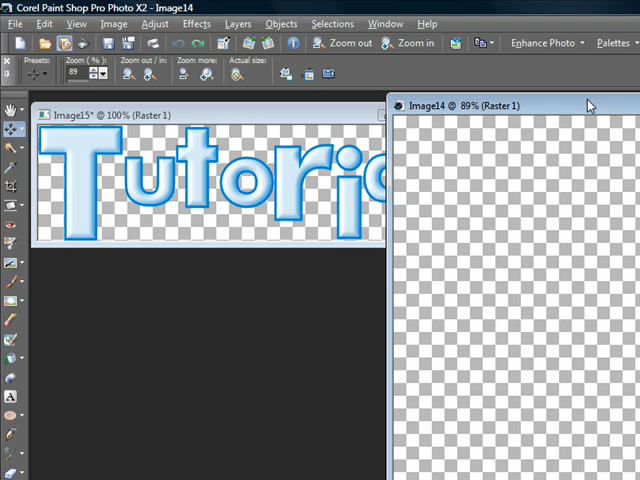 Corel Paint Shop Pro Photo X2 - Image14
File Edit View Image Adjust Effects Layers Objects Selections Window Help
Zoom out Zoom in Enhance Photo Palettes
Presets: Zoom ( % ): Zoom out / in: Zoom more: Actual size:
89
Image15* @ 100% (Raster 1)
Image14 @ 89% (Raster 1)
Tutoria
A